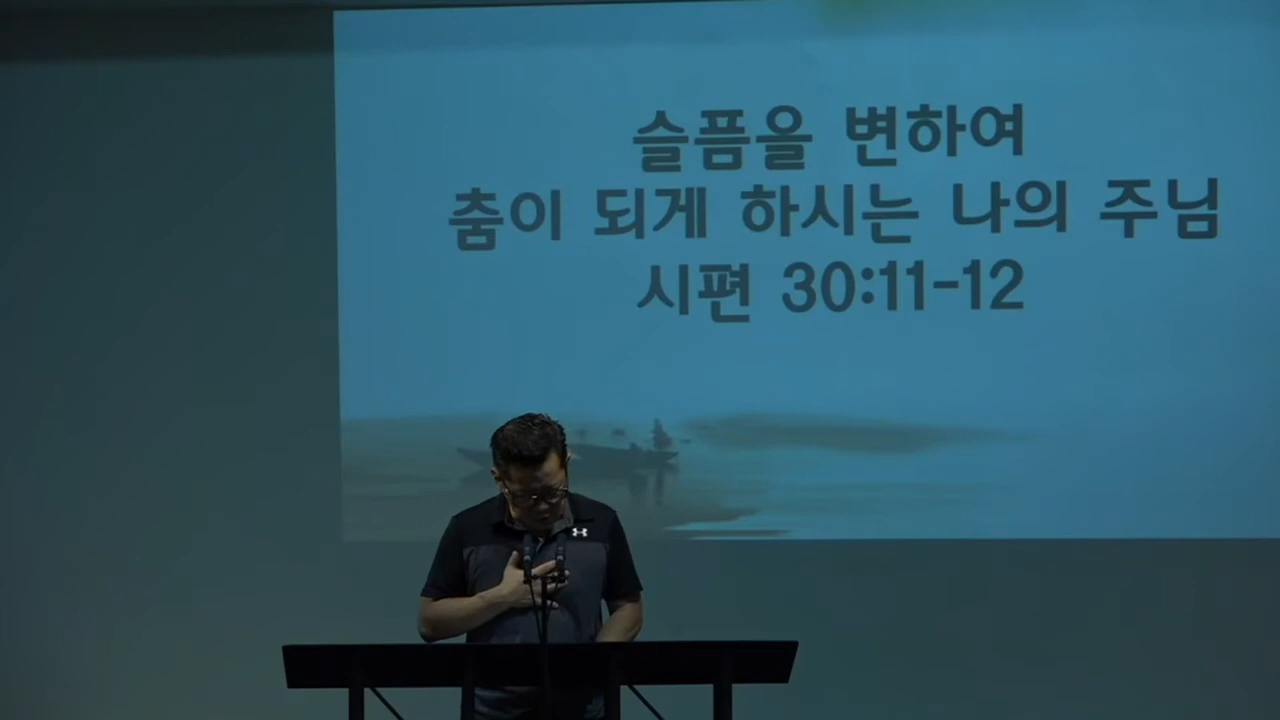 슬픔을 변하여
춤이 되게 하시는 나의 주님
시편 30:11-12